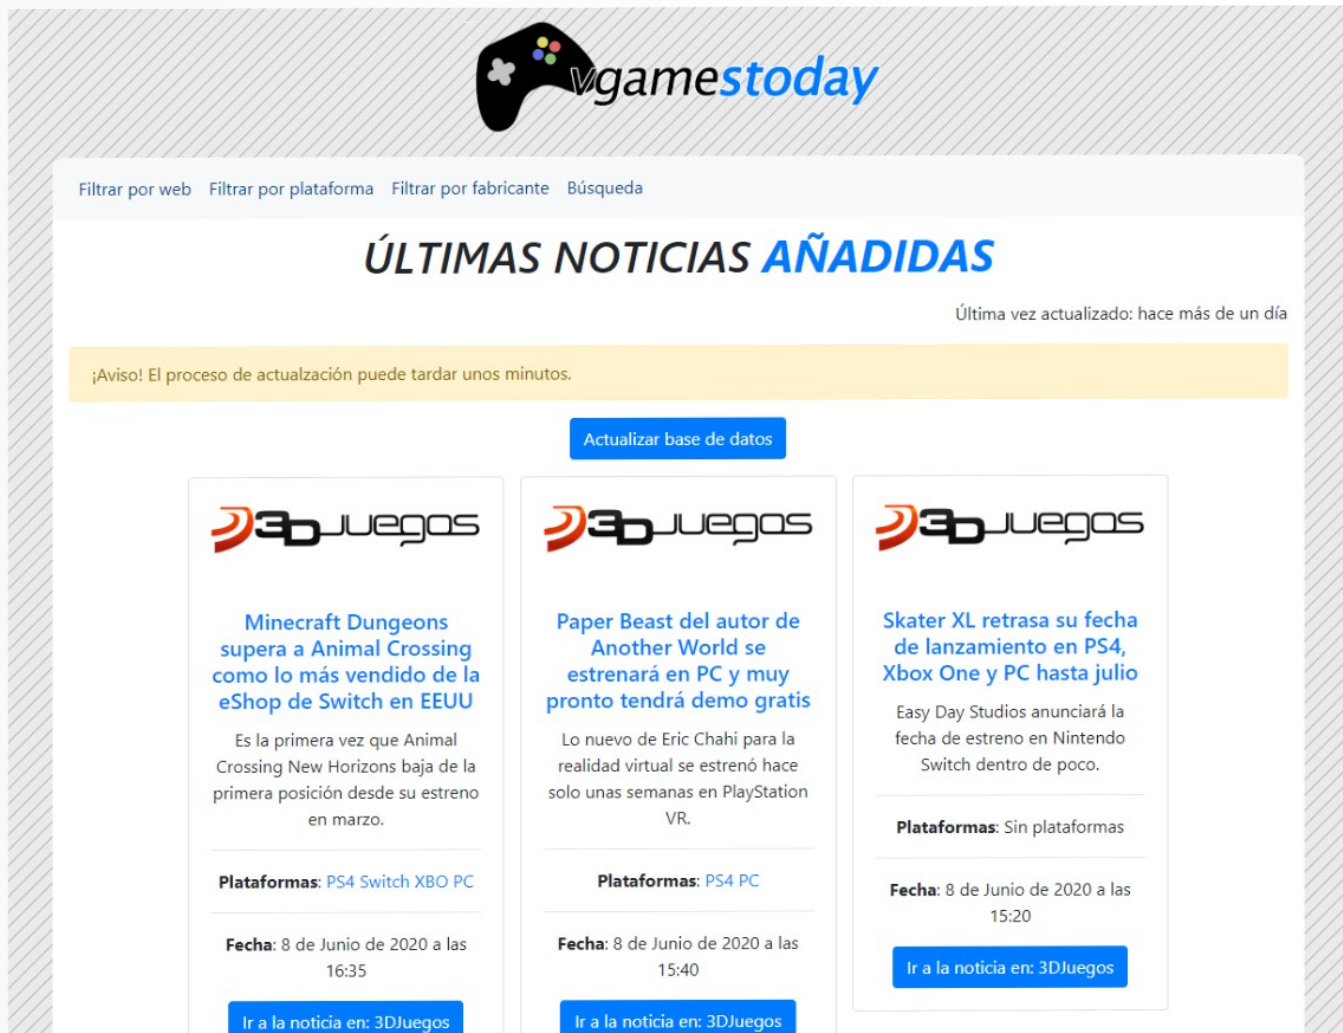 vgamestoday
Filtrar por web Filtrar por plataforma Filtrar por fabricante Búsqueda
ÚLTIMAS NOTICIAS AÑADIDAS
Última vez actualizado: hace más de un día
¡Aviso! El proceso de actualzación puede tardar unos minutos.
Actualizar base de datos
3DJuegos
Minecraft Dungeons
supera a Animal Crossing
como lo más vendido de la
eShop de Switch en EEUU
Es la primera vez que Animal
Crossing New Horizons baja de la
primera posición desde su estreno
en marzo.
Plataformas: PS4 Switch XBO PC
Fecha: 8 de Junio de 2020 a las
16:35
Ir a la noticia en: 3DJuegos
3DJuegos
Paper Beast del autor de
Another World se
estrenará en PC y muy
pronto tendrá demo gratis
Lo nuevo de Eric Chahi para la
realidad virtual se estrenó hace
solo unas semanas en PlayStation
VR.
Plataformas: PS4 PC
Fecha: 8 de Junio de 2020 a las
15:40
Ir a la noticia en: 3DJuegos
3DJuegos
Skater XL retrasa su fecha
de lanzamiento en PS4,
Xbox One y PC hasta julio
Easy Day Studios anunciará la
fecha de estreno en Nintendo
Switch dentro de poco.
Plataformas: Sin plataformas
Fecha: 8 de Junio de 2020 a las
15:20
Ir a la noticia en: 3DJuegos